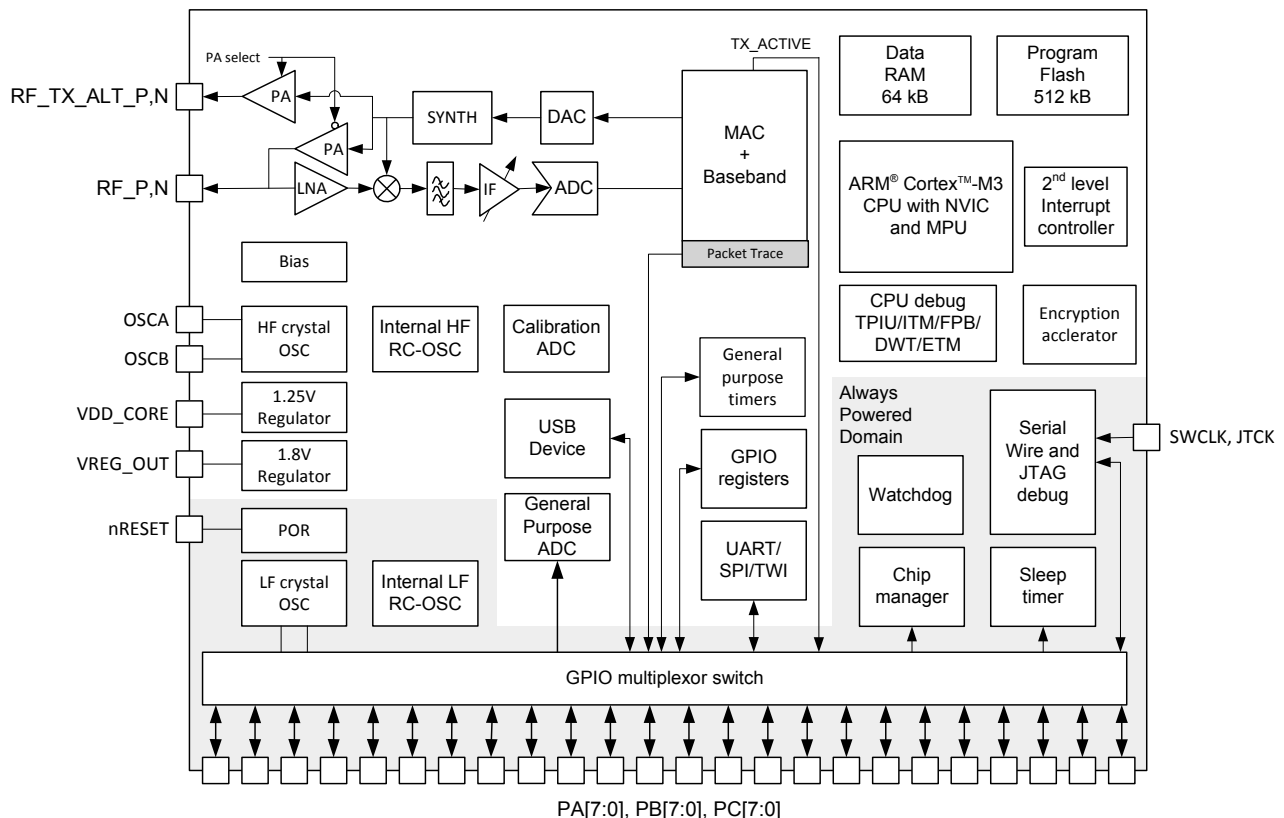 TX_ACTIVE
PA select
RF_TX_ALT_P,N
PA
SYNTH
DAC
PA
RF_P,N
LNA
IF
ADC
MAC
+
Baseband
Packet Trace
Data
RAM
64 kB
Program
Flash
512 kB
ARM® Cortex™-M3
CPU with NVIC
and MPU
2nd level
Interrupt
controller
Bias
OSCA
OSCB
HF crystal
OSC
Internal HF
RC-OSC
Calibration
ADC
CPU debug
TPIU/ITM/FPB/
DWT/ETM
Encryption
acclerator
General
purpose
timers
VDD_CORE
1.25V
Regulator
USB
Device
Always
Powered
Domain
Serial
Wire and
JTAG
debug
SWCLK, JTCK
VREG_OUT
1.8V
Regulator
GPIO
registers
Watchdog
nRESET
POR
General
Purpose
ADC
UART/
SPI/TWI
LF crystal
OSC
Internal LF
RC-OSC
Chip
manager
Sleep
timer
GPIO multiplexor switch
PA[7:0], PB[7:0], PC[7:0]